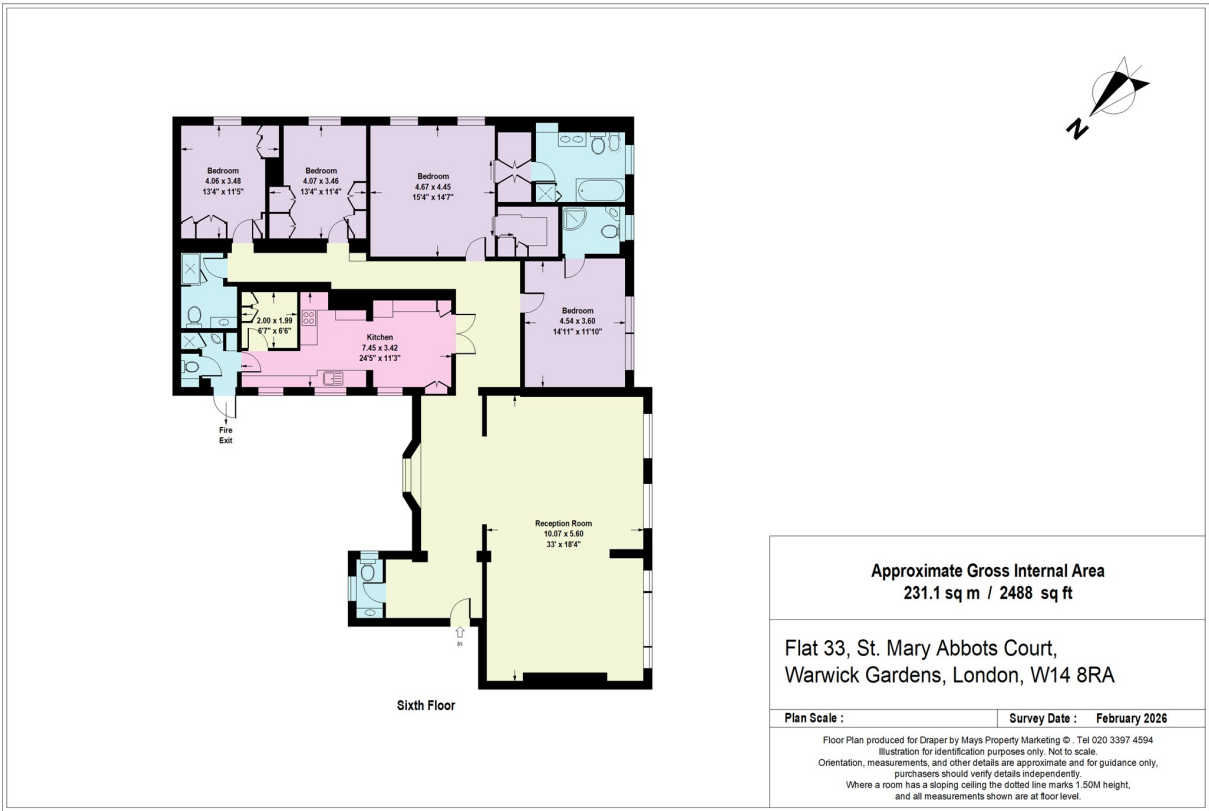 N
Bedroom
4.06 x 3.48
13'4" x 11'5"
Bedroom
4.07 x 3.46
13'4" x 11'4"
Bedroom
4.67 x 4.45
15'4" x 14'7"
2.00 x 1.99
6'7" x 6'6"
Kitchen
7.45 x 3.42
24'5" x 11'3"
Bedroom
4.54 x 3.60
14'11" x 11'10"
Fire
Exit
Reception Room
10.07 x 5.60
33' x 18'4"
In
Sixth Floor
Approximate Gross Internal Area
231.1 sq m / 2488 sq ft
Flat 33, St. Mary Abbots Court,
Warwick Gardens, London, W14 8RA
Plan Scale :
Survey Date : February 2026
Floor Plan produced for Draper by Mays Property Marketing © . Tel 020 3397 4594
Illustration for identification purposes only. Not to scale.
Orientation, measurements, and other details are approximate and for guidance only,
purchasers should verify details independently.
Where a room has a sloping ceiling the dotted line marks 1.50M height,
and all measurements shown are at floor level.